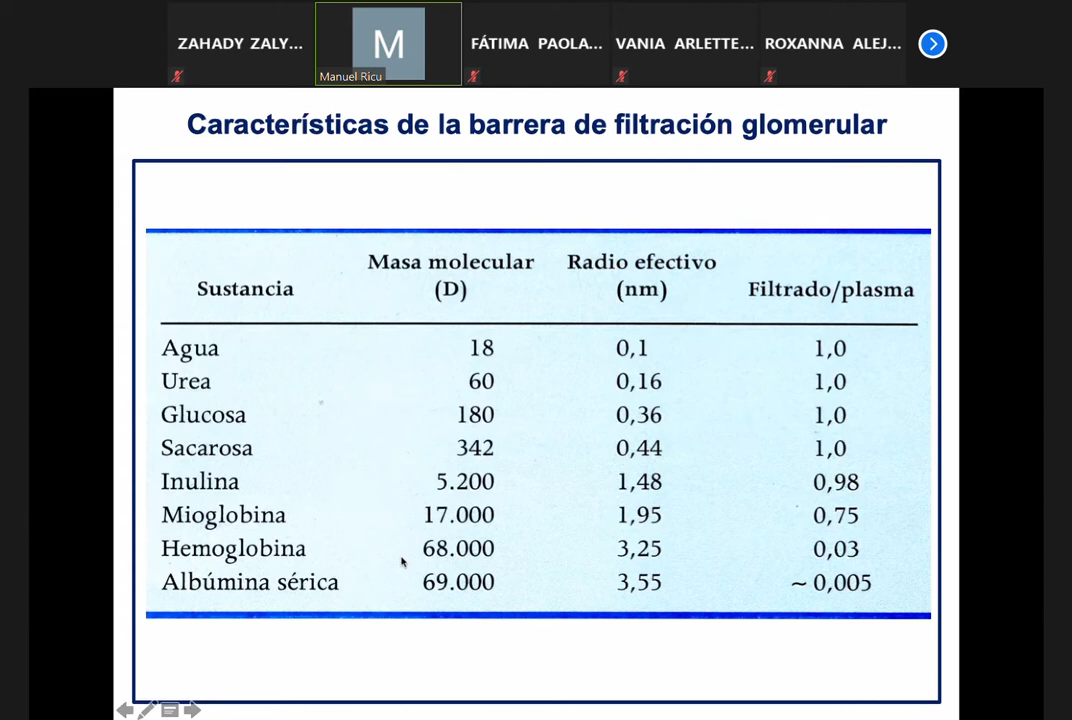 ZAHADY ZALY...
M
Manuel Ricu
FÁTIMA PAOLA...
VANIA ARLETTE...
ROXANNA ALEJ...
Características de la barrera de filtración glomerular
Sustancia Masa molecular (D) Radio efectivo (nm) Filtrado/plasma
Agua 18 0,1 1,0
Urea 60 0,16 1,0
Glucosa 180 0,36 1,0
Sacarosa 342 0,44 1,0
Inulina 5.200 1,48 0,98
Mioglobina 17.000 1,95 0,75
Hemoglobina 68.000 3,25 0,03
Albúmina sérica 69.000 3,55 ~ 0,005